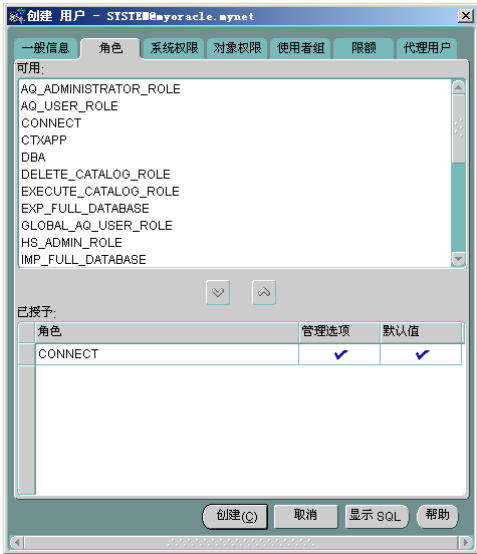 创建 用户 - SYSTEM@myoracle.mynet
一般信息 角色 系统权限 对象权限 使用者组 限额 代理用户
可用:
AQ_ADMINISTRATOR_ROLE
AQ_USER_ROLE
CONNECT
CTXAPP
DBA
DELETE_CATALOG_ROLE
EXECUTE_CATALOG_ROLE
EXP_FULL_DATABASE
GLOBAL_AQ_USER_ROLE
HS_ADMIN_ROLE
IMP_FULL_DATABASE
已授予:
角色 管理选项 默认值
CONNECT
创建(C) 取消 显示 SQL 帮助